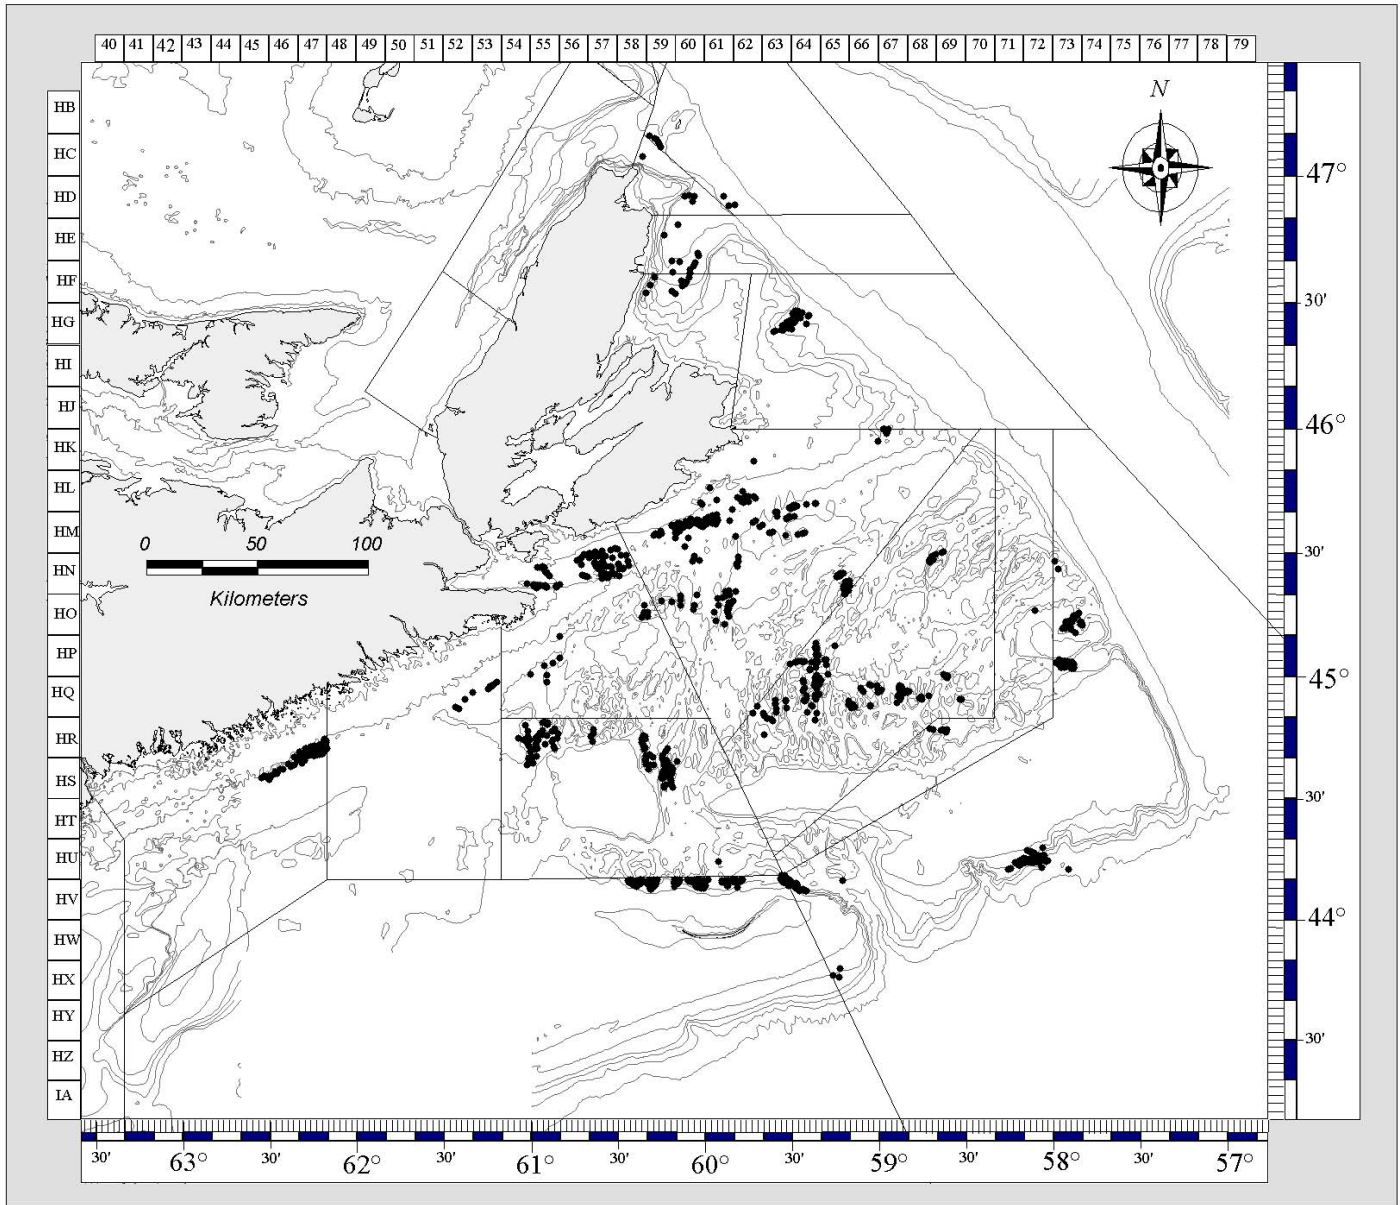 40 41 42 43 44 45 46 47 48 49 50 51 52 53 54 55 56 57 58 59 60 61 62 63 64 65 66 67 68 69 70 71 72 73 74 75 76 77 78 79
N
HB
HC
47°
HD
HE
HF
30'
HG
HI
HJ
46°
HK
HL
HM
0 50 100
30'
HN
Kilometers
HO
HP
45°
HQ
HR
HS
30'
HT
HU
HV
44°
HW
HX
HY
30'
HZ
IA
30' 63° 30' 62° 30' 61° 30' 60° 30' 59° 30' 58° 30' 57°